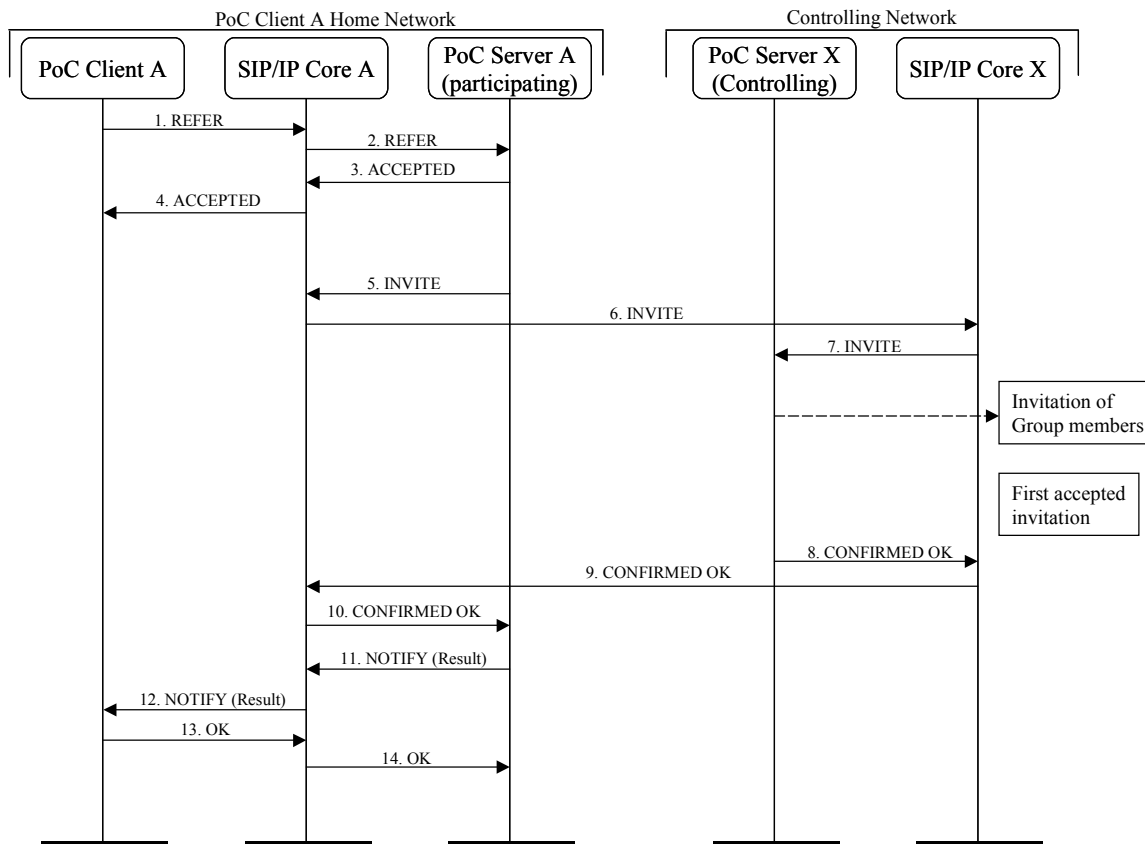 PoC Client A Home Network
Controlling Network
PoC Client A
SIP/IP Core A
PoC Server A
(participating)
PoC Server X
(Controlling)
SIP/IP Core X
1. REFER
2. REFER
3. ACCEPTED
4. ACCEPTED
5. INVITE
6. INVITE
7. INVITE
Invitation of
Group members
First accepted
invitation
8. CONFIRMED OK
9. CONFIRMED OK
10. CONFIRMED OK
11. NOTIFY (Result)
12. NOTIFY (Result)
13. OK
14. OK